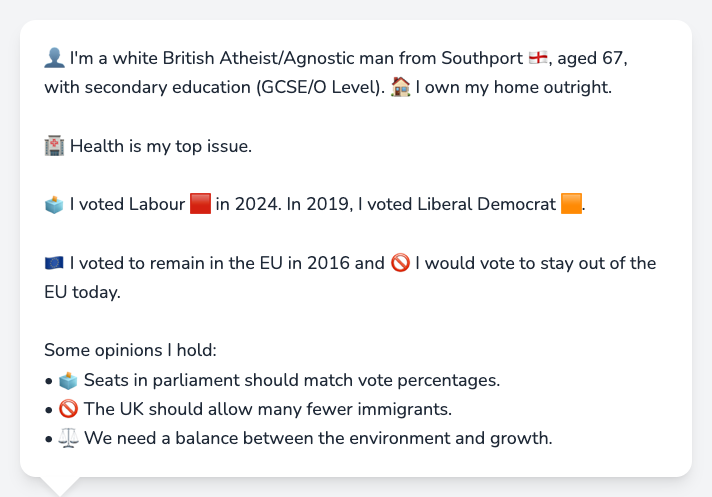 👤 I'm a white British Atheist/Agnostic man from Southport 🏴󠁧󠁢󠁥󠁮󠁧󠁿, aged 67,
with secondary education (GCSE/O Level). 🏠 I own my home outright.
🏥 Health is my top issue.
🗳️ I voted Labour 🟥 in 2024. In 2019, I voted Liberal Democrat 🟧.
🇪🇺 I voted to remain in the EU in 2016 and 🚫 I would vote to stay out of the
EU today.
Some opinions I hold:
• 🗳️ Seats in parliament should match vote percentages.
• 🚫 The UK should allow many fewer immigrants.
• ⚖️ We need a balance between the environment and growth.